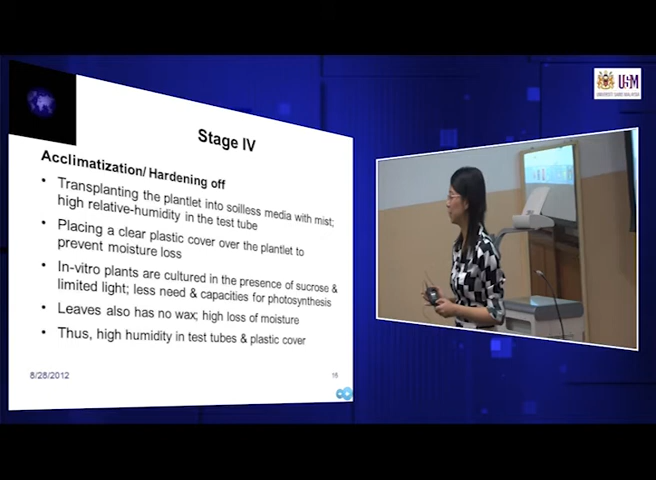 Stage IV
Acclimatization/ Hardening off
• Transplanting the plantlet into soilless media with mist;
high relative-humidity in the test tube
• Placing a clear plastic cover over the plantlet to
prevent moisture loss
• In-vitro plants are cultured in the presence of sucrose &
limited light; less need & capacities for photosynthesis
• Leaves also has no wax; high loss of moisture
• Thus, high humidity in test tubes & plastic cover
8/28/2012
16
USM
UNIVERSITI SAINS MALAYSIA